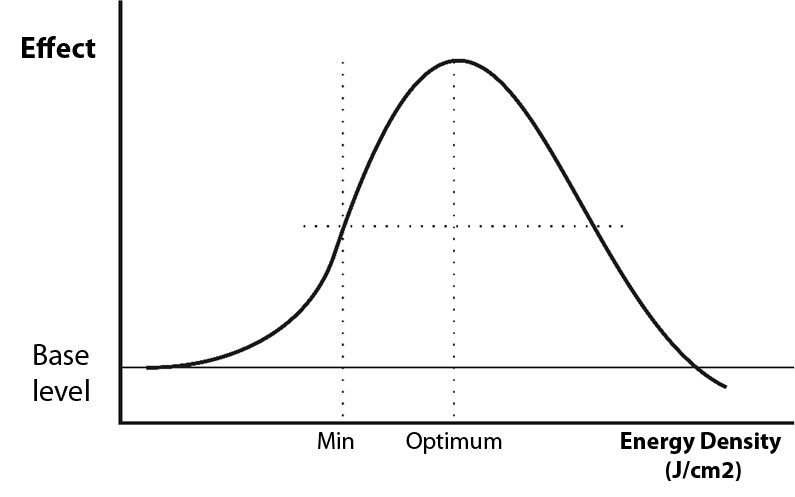 Effect
Base
level
Min
Optimum
Energy Density
(J/cm2)